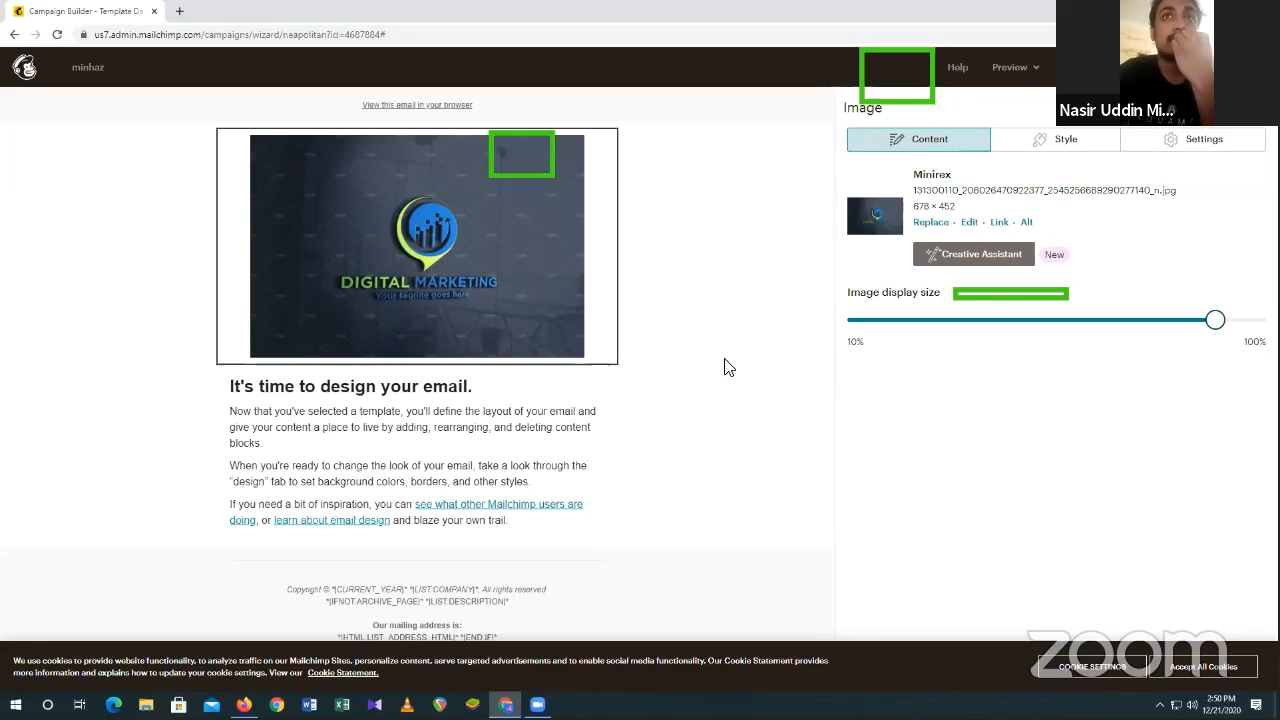 Campaign Builder - Template De
us7.admin.mailchimp.com/campaigns/wizard/neapolitan?id=4687884#
minhaz
Help
Preview
Nasir Uddin Mi...
View this email in your browser
Image
Content
Style
Settings
Minirex
131300110_208026470922377_2545256689290277140_n.jpg
678 × 452
Replace · Edit · Link · Alt
Creative Assistant
New
Image display size
10%
100%
DIGITAL MARKETING
Your tagline goes here
It's time to design your email.
Now that you've selected a template, you'll define the layout of your email and
give your content a place to live by adding, rearranging, and deleting content
blocks.
When you're ready to change the look of your email, take a look through the
“design” tab to set background colors, borders, and other styles.
If you need a bit of inspiration, you can see what other Mailchimp users are
doing, or learn about email design and blaze your own trail.
Copyright © *|CURRENT_YEAR|* *|LIST:COMPANY|*, All rights reserved
*|IFNOT:ARCHIVE_PAGE|* *|LIST:DESCRIPTION|*
Our mailing address is:
*|HTML:LIST_ADDRESS_HTML|* *|END:IF|*
We use cookies to provide website functionality, to analyze traffic on our Mailchimp Sites, personalize content, serve targeted advertisements and to enable social media functionality. Our Cookie Statement provides
more information and explains how to update your cookie settings. View our Cookie Statement.
COOKIE SETTINGS
Accept All Cookies
zoom
2:50 PM
12/21/2020